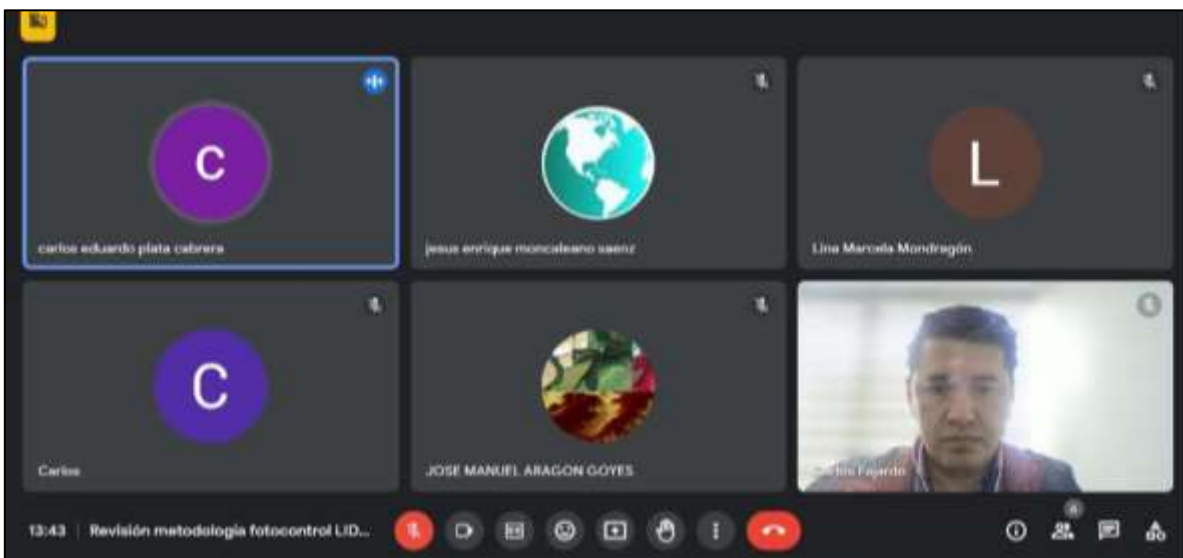 C
L
carlos eduardo plata cabrera
jesus enrique moncaleano saenz
Lina Marcela Mondragón
C
Carlos
JOSE MANUEL ARAGON GOYES
Fajardo
13:43 | Revisión metodologia fotocontrol LID...